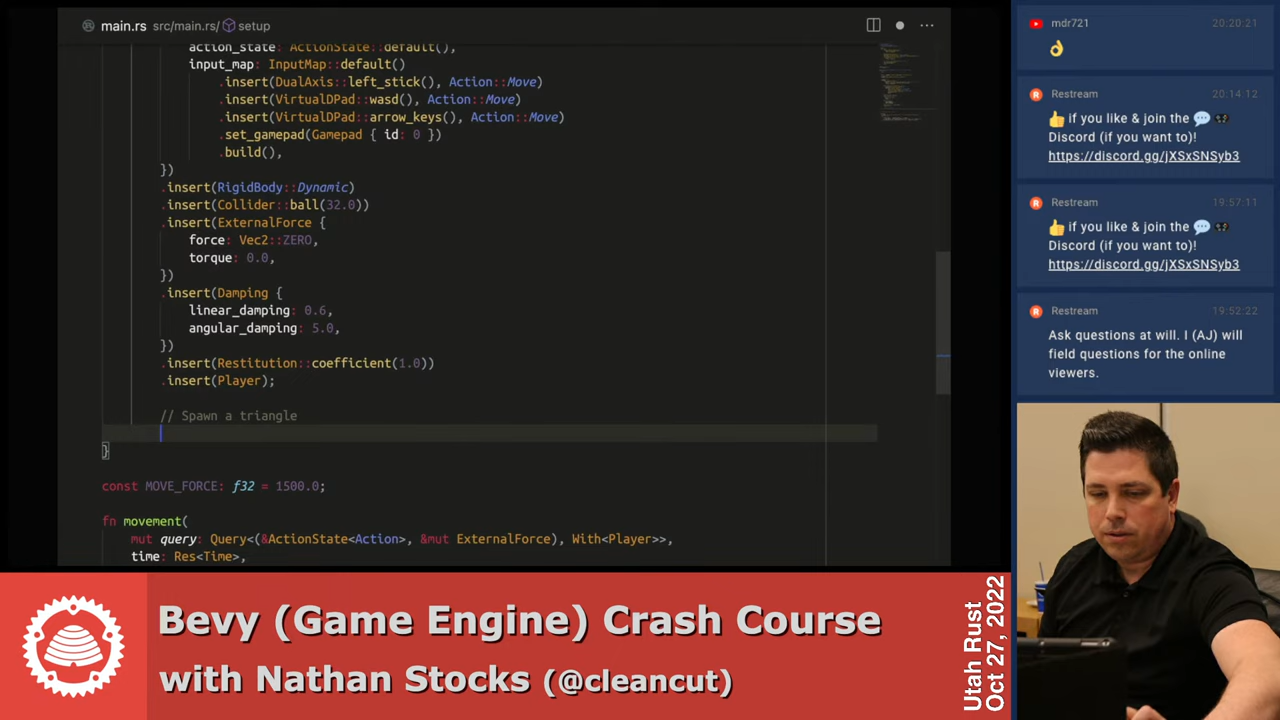 main.rs src/main.rs/ setup
action_state: ActionState::default(),
input_map: InputMap::default()
.insert(DualAxis::left_stick(), Action::Move)
.insert(VirtualDPad::wasd(), Action::Move)
.insert(VirtualDPad::arrow_keys(), Action::Move)
.set_gamepad(Gamepad { id: 0 })
.build(),
})
.insert(RigidBody::Dynamic)
.insert(Collider::ball(32.0))
.insert(ExternalForce {
force: Vec2::ZERO,
torque: 0.0,
})
.insert(Damping {
linear_damping: 0.6,
angular_damping: 5.0,
})
.insert(Restitution::coefficient(1.0))
.insert(Player);
// Spawn a triangle
}
const MOVE_FORCE: f32 = 1500.0;
fn movement(
mut query: Query<(&ActionState<Action>, &mut ExternalForce), With<Player>>,
time: Res<Time>,
mdr721 20:20:21
👌
Restream 20:14:12
👍 if you like & join the 💬
Discord (if you want to)!
https://discord.gg/jXSxSNSyb3
Restream 19:57:11
👍 if you like & join the 💬
Discord (if you want to)!
https://discord.gg/jXSxSNSyb3
Restream 19:52:22
Ask questions at will. I (AJ) will
field questions for the online
viewers.
Bevy (Game Engine) Crash Course
with Nathan Stocks (@cleancut)
Utah Rust
Oct 27, 2022